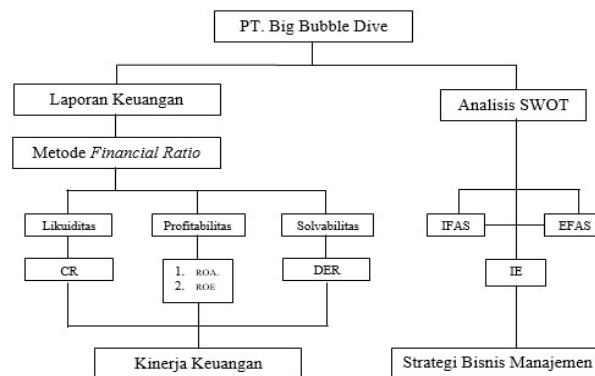 PT. Big Bubble Dive
Laporan Keuangan
Analisis SWOT
Metode Financial Ratio
Likuiditas
Profitabilitas
Solvabilitas
IFAS
EFAS
CR
1. ROA.
2. ROE
DER
IE
Kinerja Keuangan
Strategi Bisnis Manajemen